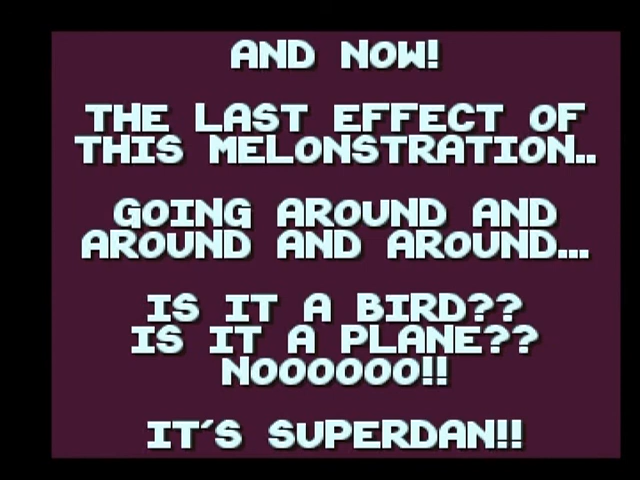 AND NOW!
THE LAST EFFECT OF
THIS MELONSTRATION..
GOING AROUND AND
AROUND AND AROUND...
IS IT A BIRD??
IS IT A PLANE??
NOOOOOO!!
IT'S SUPERDAN!!